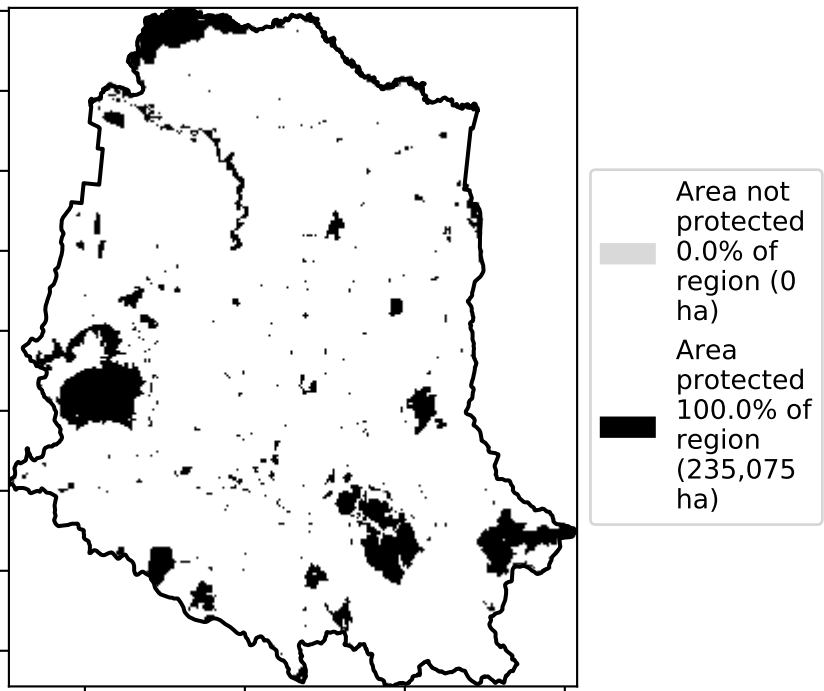 Area not
protected
0.0% of
region (0
ha)
Area
protected
100.0% of
region
(235,075
ha)